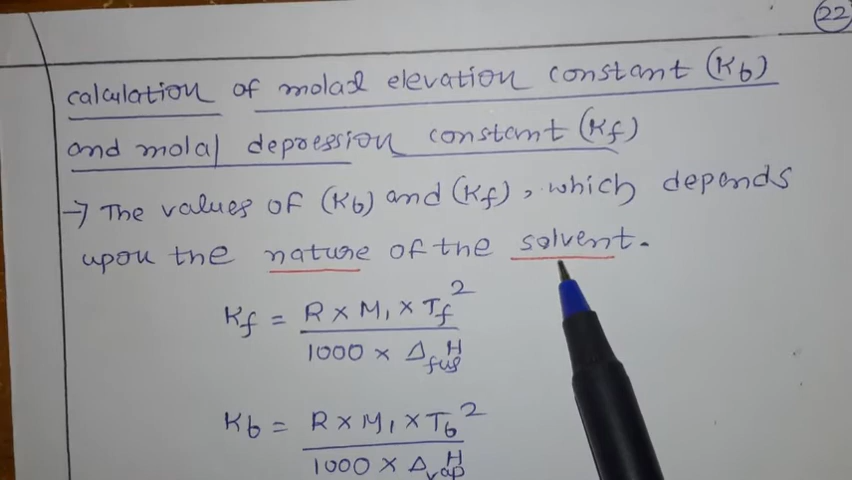 22
calculation of molal elevation constant (Kb)
and molal depression constant (Kf)
→ The values of (Kb) and (Kf), which depends
upon the nature of the solvent.
Kf = R × M₁ × Tf² / 1000 × ΔfusH
Kb = R × M₁ × Tb² / 1000 × ΔvapH